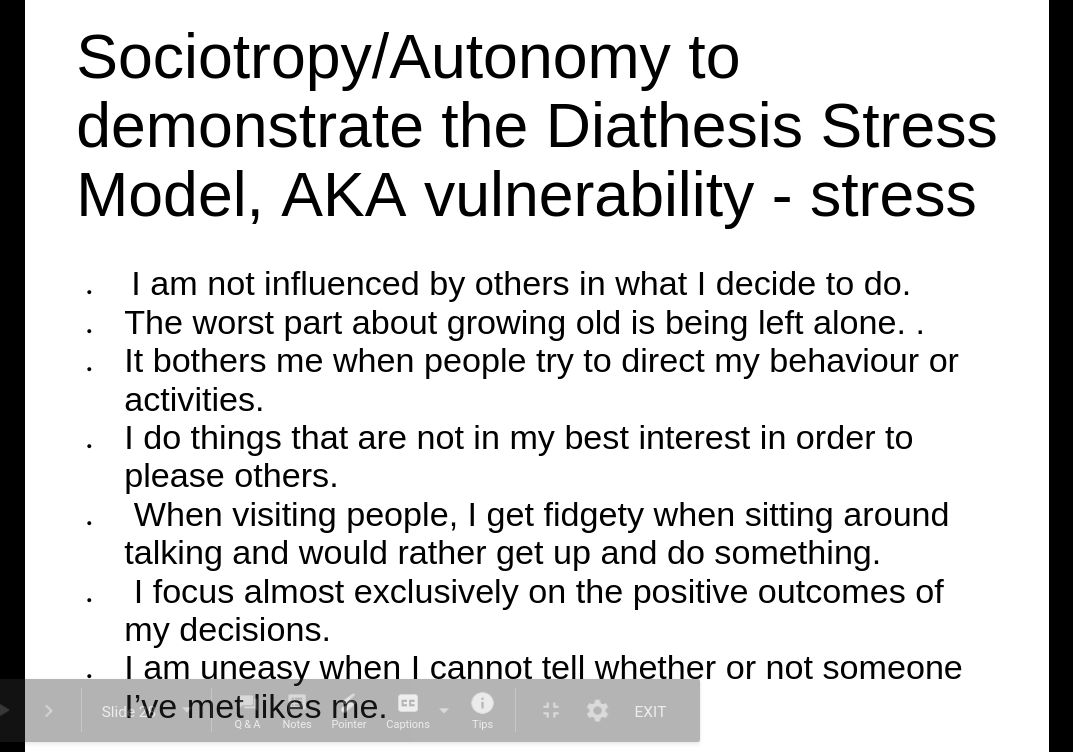 Sociotropy/Autonomy to
demonstrate the Diathesis Stress
Model, AKA vulnerability - stress
. I am not influenced by others in what I decide to do.
. The worst part about growing old is being left alone. .
. It bothers me when people try to direct my behaviour or
activities.
. I do things that are not in my best interest in order to
please others.
. When visiting people, I get fidgety when sitting around
talking and would rather get up and do something.
. I focus almost exclusively on the positive outcomes of
my decisions.
. I am uneasy when I cannot tell whether or not someone
I've met likes me.
Slide
Q & A Notes Pointer Captions Tips EXIT